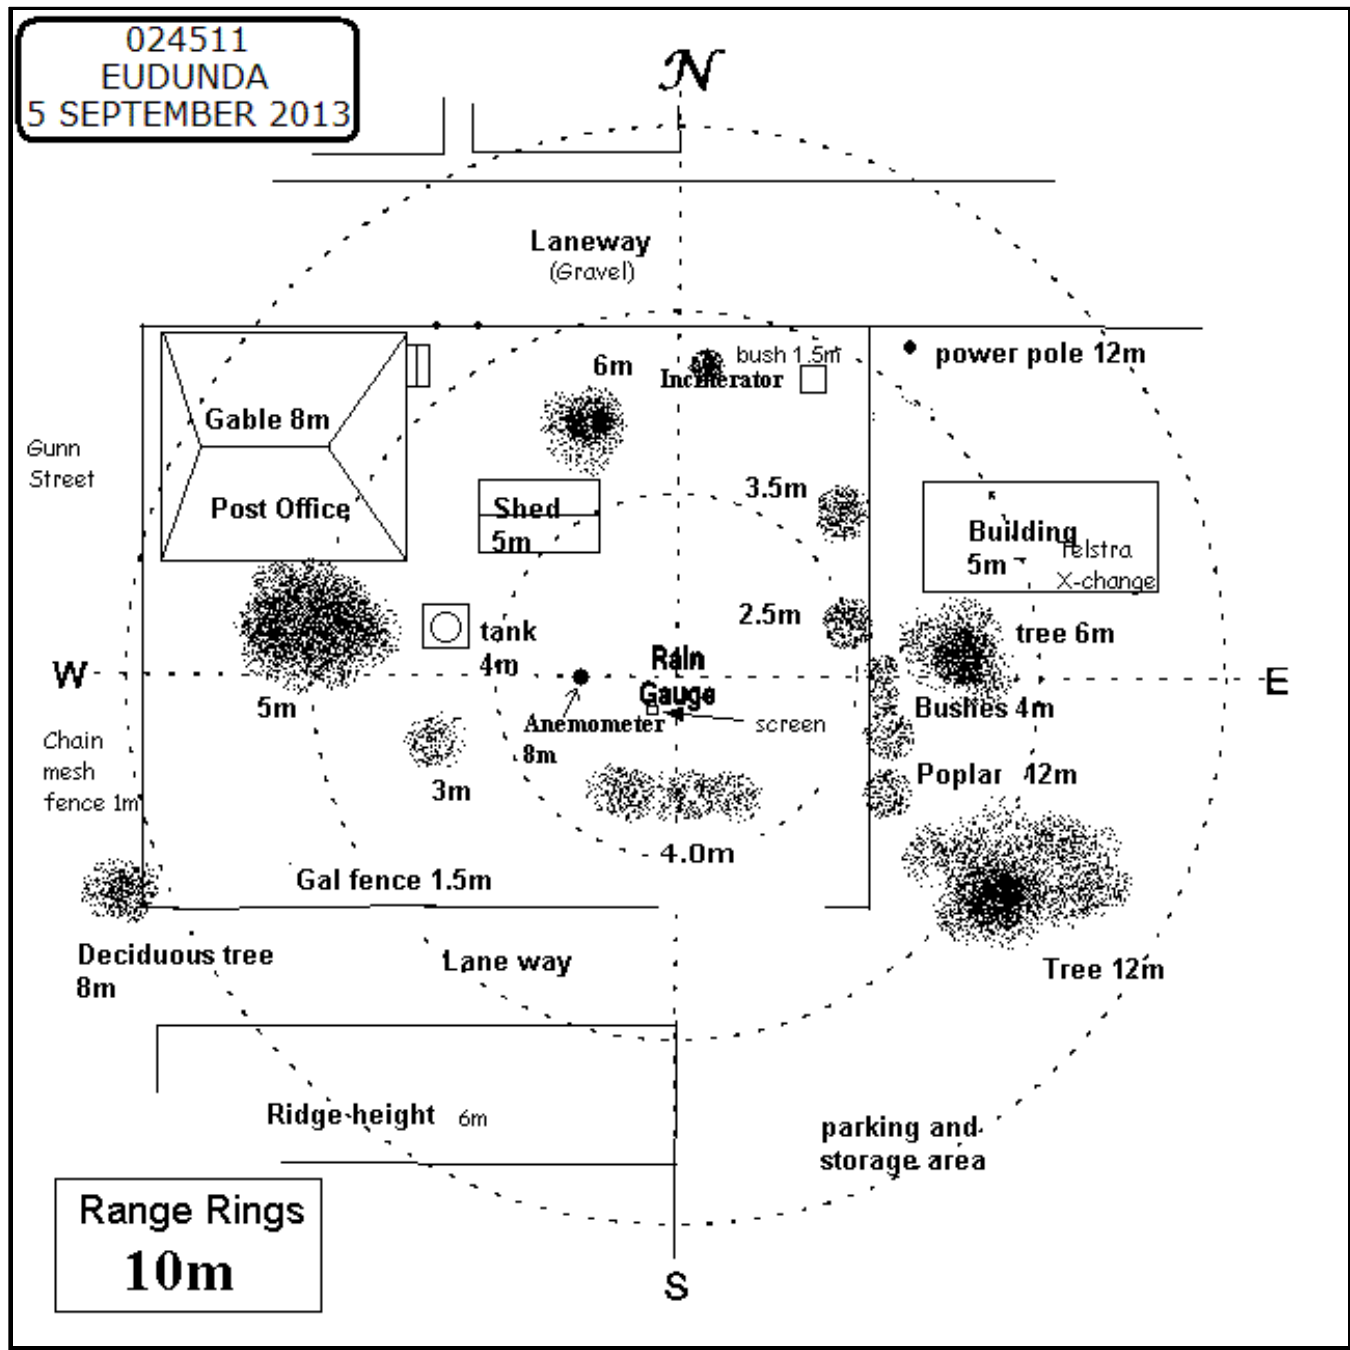 024511
EUDUNDA
5 SEPTEMBER 2013
N
Laneway
(Gravel)
6m
bush 1.5m
Incinerator
power pole 12m
Gable 8m
Gunn
Street
Post Office
Shed
5m
3.5m
Building
5m
Telstra
X-change
2.5m
tree 6m
tank
4m
Rain
Gauge
W
E
5m
Anemometer
8m
screen
Bushes 4m
Chain
mesh
fence 1m
3m
Poplar 12m
4.0m
Gal fence 1.5m
Deciduous tree
8m
Lane way
Tree 12m
Ridge height 6m
parking and
storage area
Range Rings
10m
S